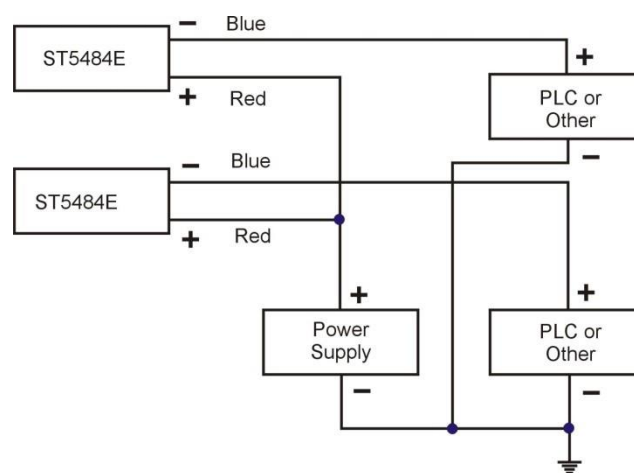 − Blue
ST5484E
+ Red
+
PLC or
Other
−
− Blue
ST5484E
+ Red
+
Power
Supply
−
+
PLC or
Other
−